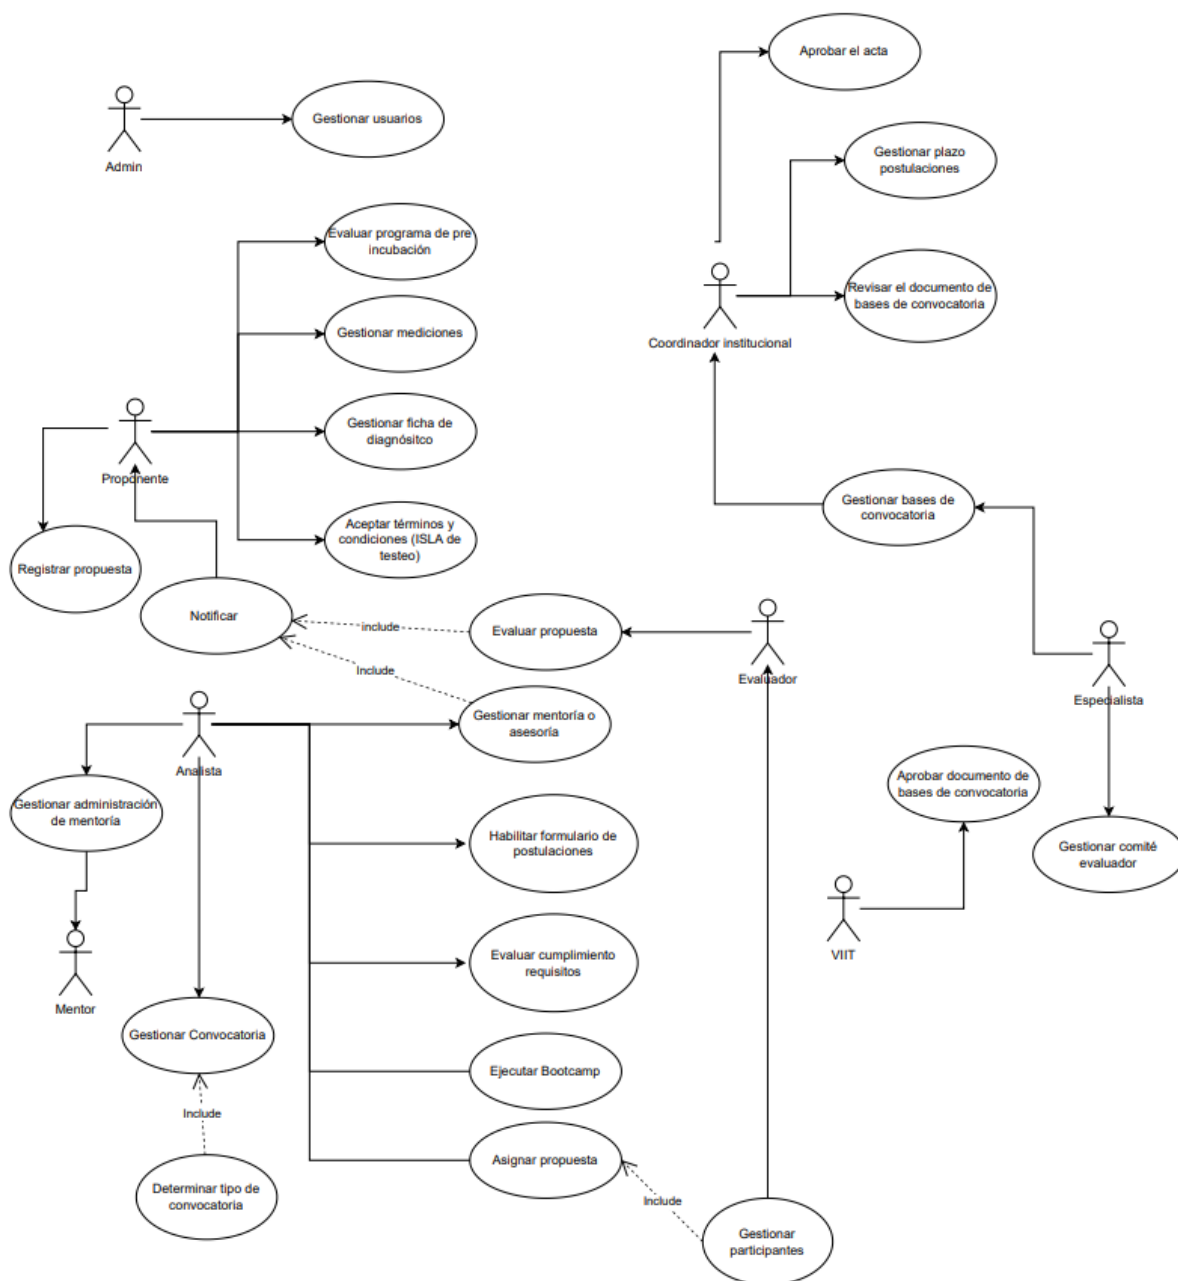 Aprobar el acta
Gestionar usuarios
Admin
Gestionar plazo
postulaciones
Evaluar programa de pre
incubación
Revisar el documento de
bases de convocatoria
Coordinador institucional
Gestionar mediciones
Gestionar ficha de
diagnósitco
Proponente
Gestionar bases de
convocatoria
Aceptar términos y
condiciones (ISLA de
testeo)
Registrar propuesta
Notificar
include
Evaluar propuesta
Include
Evaluador
Especialista
Gestionar mentoría o
asesoría
Analista
Aprobar documento de
bases de convocatoria
Gestionar administración
de mentoría
Habilitar formulario de
postulaciones
Gestionar comité
evaluador
VIIT
Evaluar cumplimiento
requisitos
Mentor
Gestionar Convocatoria
Ejecutar Bootcamp
Include
Asignar propuesta
Determinar tipo de
convocatoria
Include
Gestionar
participantes